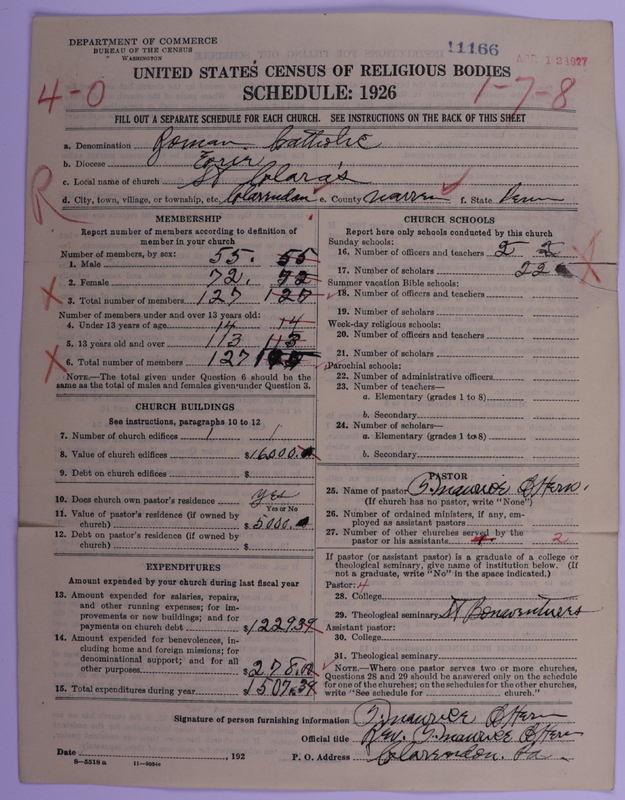 DEPARTMENT OF COMMERCE
BUREAU OF THE CENSUS
WASHINGTON
11166
APR 12 1927
UNITED STATES CENSUS OF RELIGIOUS BODIES
SCHEDULE: 1926
4-0
1-7-8
FILL OUT A SEPARATE SCHEDULE FOR EACH CHURCH. SEE INSTRUCTIONS ON THE BACK OF THIS SHEET
a. Denomination Roman Catholic
b. Diocese Erie
c. Local name of church St Clara's
d. City, town, village, or township, etc. Clarendon e. County Warren f. State Penn
R
MEMBERSHIP
Report number of members according to definition of member in your church
Number of members, by sex:
1. Male 55. 55
2. Female 72. 72
X 3. Total number of members 127 127
Number of members under and over 13 years old:
4. Under 13 years of age 14 14
5. 13 years old and over 113 113
X 6. Total number of members 127
NOTE.—The total given under Question 6 should be same as the total of males and females given under Question 3.
CHURCH BUILDINGS
See instructions, paragraphs 10 to 12
7. Number of church edifices 1 1
8. Value of church edifices $16000.
9. Debt on church edifices $
10. Does church own pastor's residence yes
Yes or No
11. Value of pastor's residence (if owned by church) $5000.
12. Debt on pastor's residence (if owned by church) $
EXPENDITURES
Amount expended by your church during last fiscal year
13. Amount expended for salaries, repairs, and other running expenses; for improvements or new buildings; and for payments on church debt $1229.39
14. Amount expended for benevolences, including home and foreign missions; for denominational support; and for all other purposes $278.00
15. Total expenditures during year $1507.39
CHURCH SCHOOLS
Report here only schools conducted by this church
Sunday schools:
16. Number of officers and teachers 2 2
17. Number of scholars 22
X
Summer vacation Bible schools:
18. Number of officers and teachers
19. Number of scholars
Week-day religious schools:
20. Number of officers and teachers
21. Number of scholars
Parochial schools:
22. Number of administrative officers
23. Number of teachers—
a. Elementary (grades 1 to 8)
b. Secondary
24. Number of scholars—
a. Elementary (grades 1 to 8)
b. Secondary
PASTOR
25. Name of pastor
(If church has no pastor, write "None")
26. Number of ordained ministers, if any, employed as assistant pastors
27. Number of other churches served by the pastor or his assistants 2
If pastor (or assistant pastor) is a graduate of a college or theological seminary, give name of institution below. (If not a graduate, write "No" in the space indicated.)
Pastor: 4
28. College
29. Theological seminary St Bonaventures
Assistant pastor:
30. College
31. Theological seminary
NOTE.—Where one pastor serves two or more churches, Questions 28 and 29 should be answered only on the schedule for one of the churches; on the schedules for the other churches, write "See schedule for church."
Signature of person furnishing information
Official title Rev.
Date , 192 P. O. Address Clarendon, Pa.
8-5518a 11-5034a